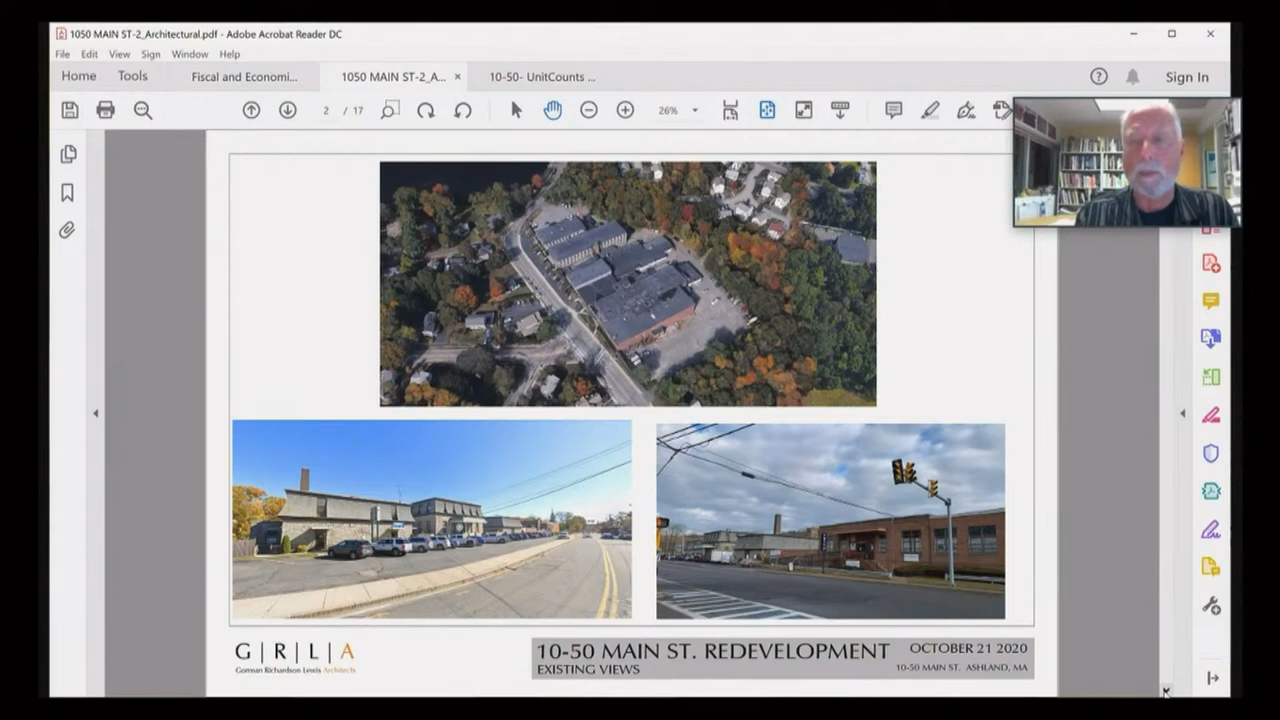 1050 MAIN ST-2_Architectural.pdf - Adobe Acrobat Reader DC
File Edit View Sign Window Help
Home Tools Fiscal and Economi... 1050 MAIN ST-2_A... × 10-50- UnitCounts ... Sign In
2 / 17 26%
G|R|L|A
Gorman Richardson Lewis Architects
10-50 MAIN ST. REDEVELOPMENT OCTOBER 21 2020
EXISTING VIEWS 10-50 MAIN ST. ASHLAND, MA